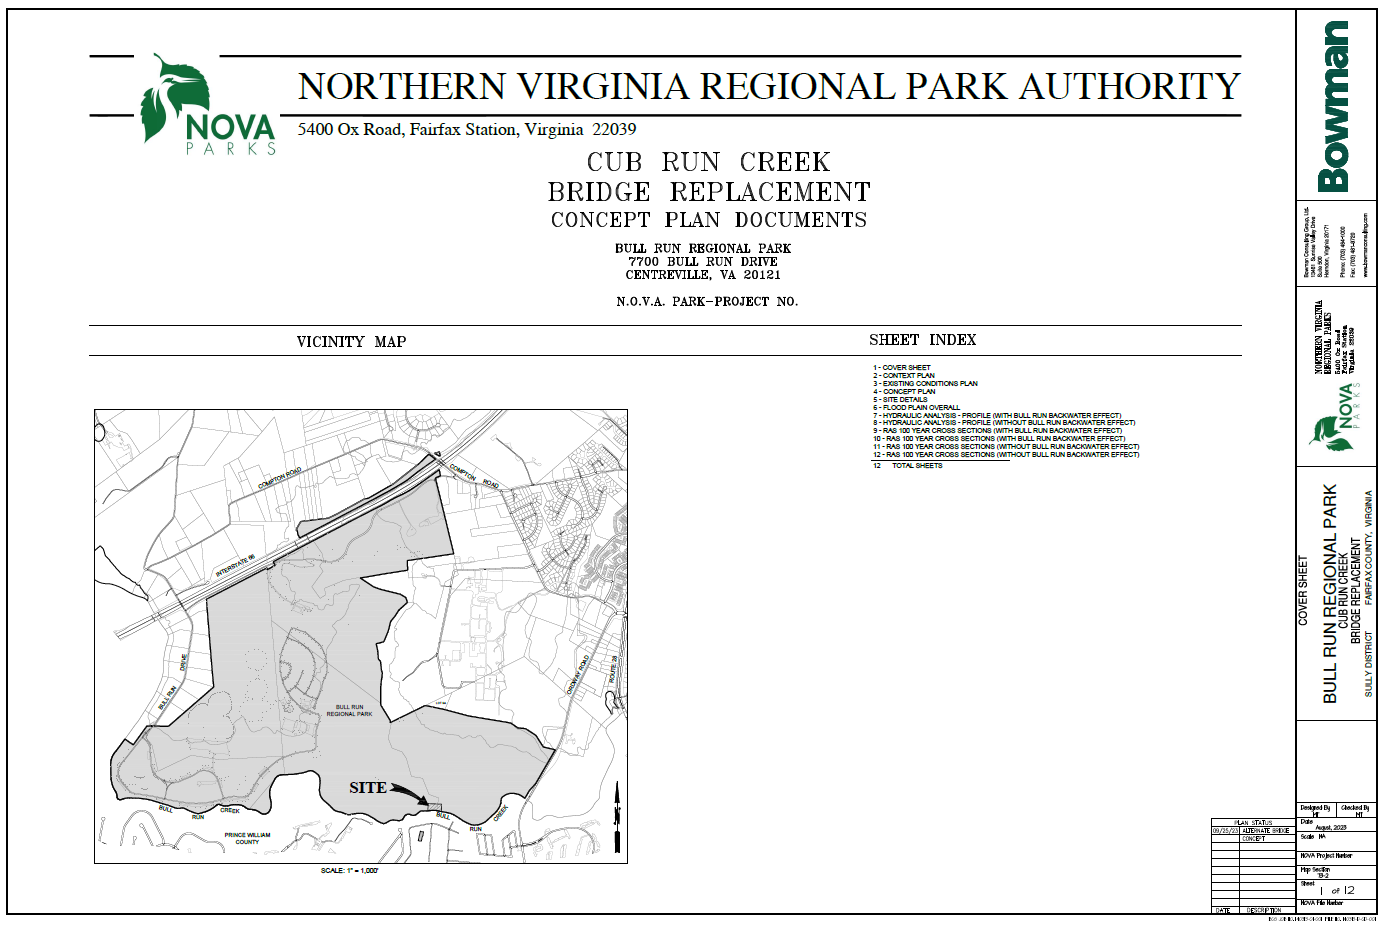 NORTHERN VIRGINIA REGIONAL PARK AUTHORITY
NOVA
PARKS
5400 Ox Road, Fairfax Station, Virginia 22039
CUB RUN CREEK
BRIDGE REPLACEMENT
CONCEPT PLAN DOCUMENTS
BULL RUN REGIONAL PARK
7700 BULL RUN DRIVE
CENTREVILLE, VA 20121
N.O.V.A. PARK-PROJECT NO.
VICINITY MAP
COMPTON ROAD
COMPTON ROAD
INTERSTATE 66
BULL RUN DRIVE
ORDWAY ROAD
ROUTE 28
BULL RUN
REGIONAL PARK
SITE
BULL RUN CREEK
BULL RUN CREEK
PRINCE WILLIAM
COUNTY
SCALE: 1" = 1,000'
SHEET INDEX
1 - COVER SHEET
2 - CONTEXT PLAN
3 - EXISTING CONDITIONS PLAN
4 - CONCEPT PLAN
5 - SITE DETAILS
6 - FLOOD PLAIN OVERALL
7 - HYDRAULIC ANALYSIS - PROFILE (WITH BULL RUN BACKWATER EFFECT)
8 - HYDRAULIC ANALYSIS - PROFILE (WITHOUT BULL RUN BACKWATER EFFECT)
9 - RAS 100 YEAR CROSS SECTIONS (WITH BULL RUN BACKWATER EFFECT)
10 - RAS 100 YEAR CROSS SECTIONS (WITH BULL RUN BACKWATER EFFECT)
11 - RAS 100 YEAR CROSS SECTIONS (WITHOUT BULL RUN BACKWATER EFFECT)
12 - RAS 100 YEAR CROSS SECTIONS (WITHOUT BULL RUN BACKWATER EFFECT)
12 TOTAL SHEETS
Bowman
Bowman Consulting Group, Ltd.
13461 Sunrise Valley Drive
Suite 500
Herndon, Virginia 20171
Phone: (703) 464-1000
Fax: (703) 481-9720
www.bowmanconsulting.com
NORTHERN VIRGINIA
REGIONAL PARKS
5400 Ox Road
Fairfax Station
Virginia 22039
NOVA
PARKS
COVER SHEET
BULL RUN REGIONAL PARK
CUB RUN CREEK
BRIDGE REPLACEMENT
SULLY DISTRICT FAIRFAX COUNTY, VIRGINIA
PLAN STATUS
09/25/23 ALTERNATE BRIDGE
CONCEPT
DATE DESCRIPTION
Designed By
MT
Checked By
MT
Date
August, 2023
Scale NA
NOVA Project Number
Map Section
Sheet
1 of 12
NOVA File Number